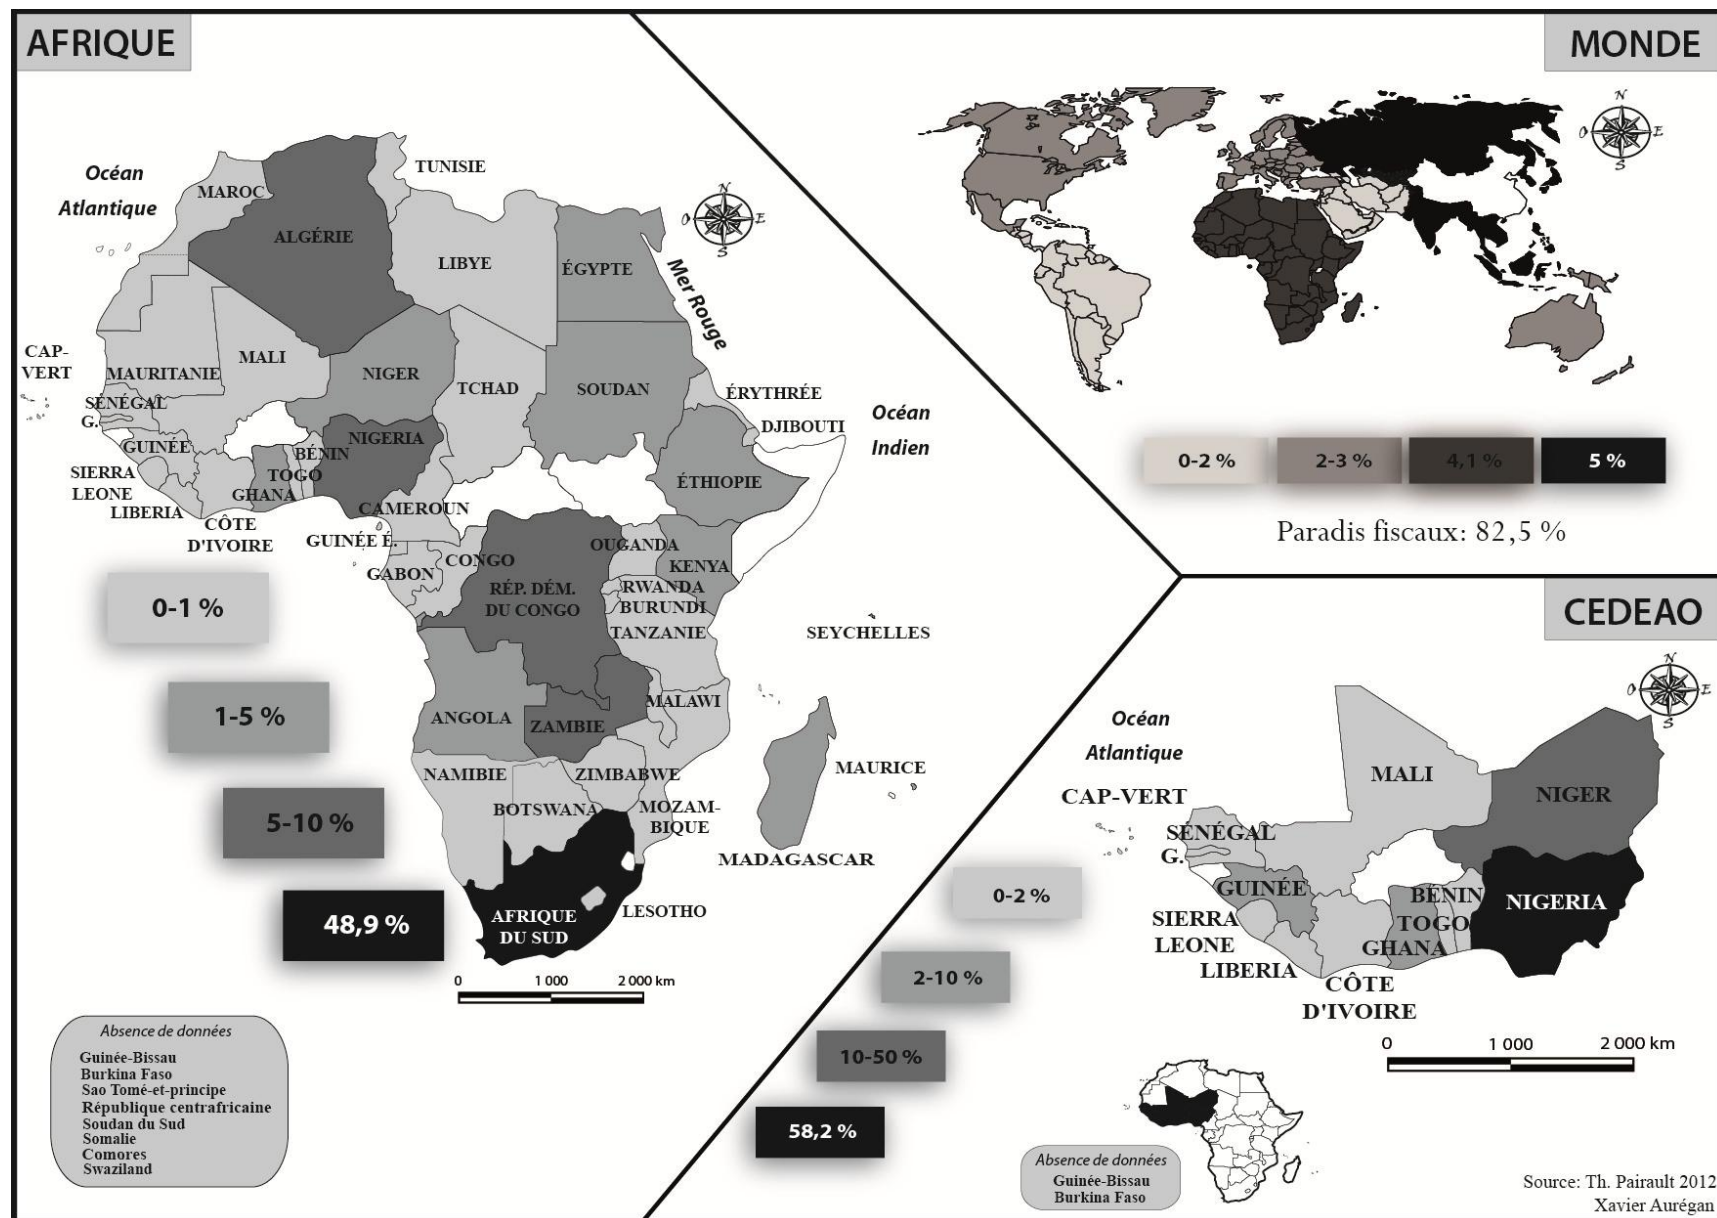 AFRIQUE
Océan
Atlantique
MAROC
TUNISIE
ALGÉRIE
LIBYE
ÉGYPTE
N
O
E
S
Mer Rouge
CAP-
VERT
MAURITANIE
MALI
NIGER
TCHAD
SOUDAN
ÉRYTHRÉE
DJIBOUTI
Océan
Indien
SÉNÉGAL
G.
GUINÉE
SIERRA
LEONE
LIBERIA
CÔTE
D'IVOIRE
GHANA
TOGO
BÉNIN
NIGERIA
CAMEROUN
ÉTHIOPIE
GUINÉE É.
GABON
CONGO
RÉP. DÉM.
DU CONGO
OUGANDA
KENYA
RWANDA
BURUNDI
TANZANIE
SEYCHELLES
ANGOLA
ZAMBIE
MALAWI
NAMIBIE
ZIMBABWE
BOTSWANA
MOZAM-
BIQUE
MAURICE
MADAGASCAR
AFRIQUE
DU SUD
LESOTHO
0-1 %
1-5 %
5-10 %
48,9 %
0
1 000
2 000 km
Absence de données
Guinée-Bissau
Burkina Faso
Sao Tomé-et-principe
République centrafricaine
Soudan du Sud
Somalie
Comores
Swaziland
MONDE
N
O
E
S
0-2 %
2-3 %
4,1 %
5 %
Paradis fiscaux: 82,5 %
CEDEAO
N
O
E
S
Océan
Atlantique
CAP-VERT
MALI
NIGER
SÉNÉGAL
G.
GUINÉE
SIERRA
LEONE
LIBERIA
CÔTE
D'IVOIRE
GHANA
TOGO
BÉNIN
NIGERIA
0-2 %
2-10 %
10-50 %
58,2 %
0
1 000
2 000 km
Absence de données
Guinée-Bissau
Burkina Faso
Source: Th. Pairault 2012
Xavier Aurégan